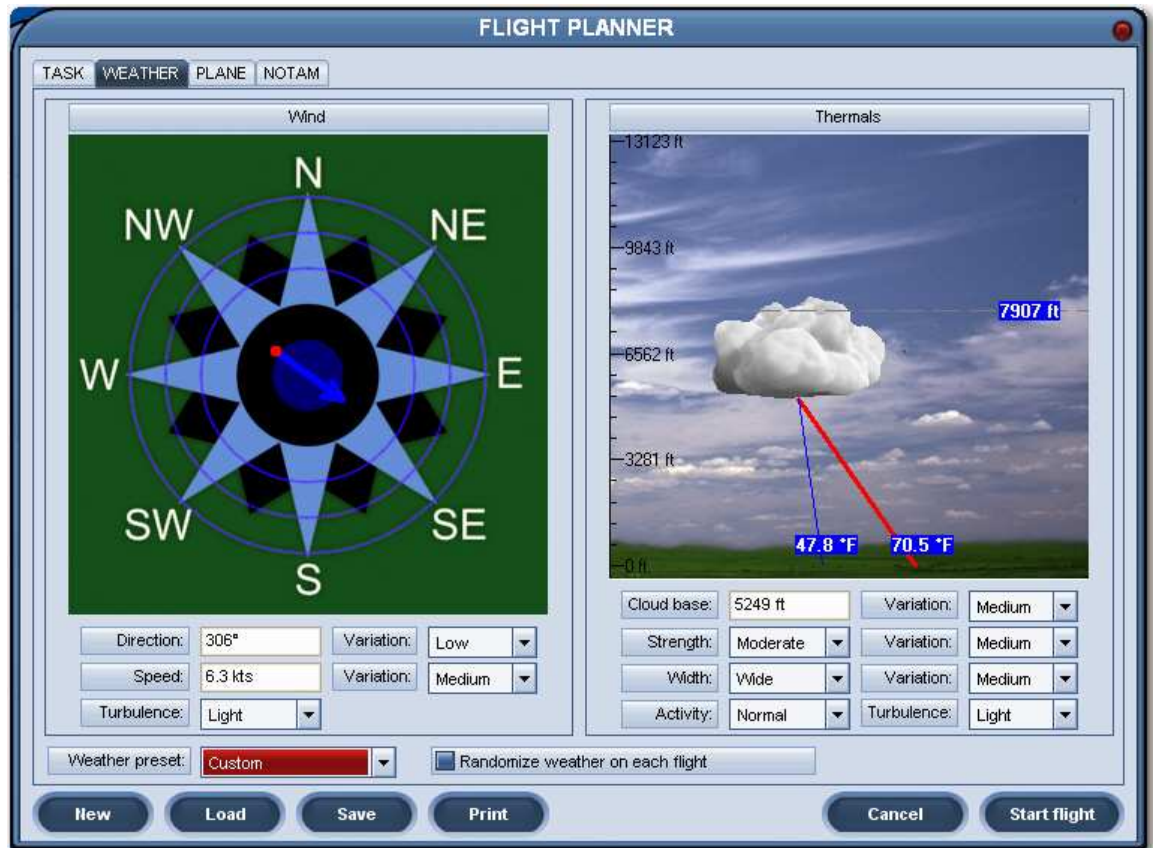 FLIGHT PLANNER
TASK WEATHER PLANE NOTAM
Wind
N
NW NE
W E
SW SE
S
Direction: 306° Variation: Low
Speed: 6.3 kts Variation: Medium
Turbulence: Light
Thermals
13123 ft
9843 ft
7907 ft
6562 ft
3281 ft
47.8 °F 70.5 °F
0 ft
Cloud base: 5249 ft Variation: Medium
Strength: Moderate Variation: Medium
Width: Wide Variation: Medium
Activity: Normal Turbulence: Light
Weather preset: Custom Randomize weather on each flight
New Load Save Print Cancel Start flight